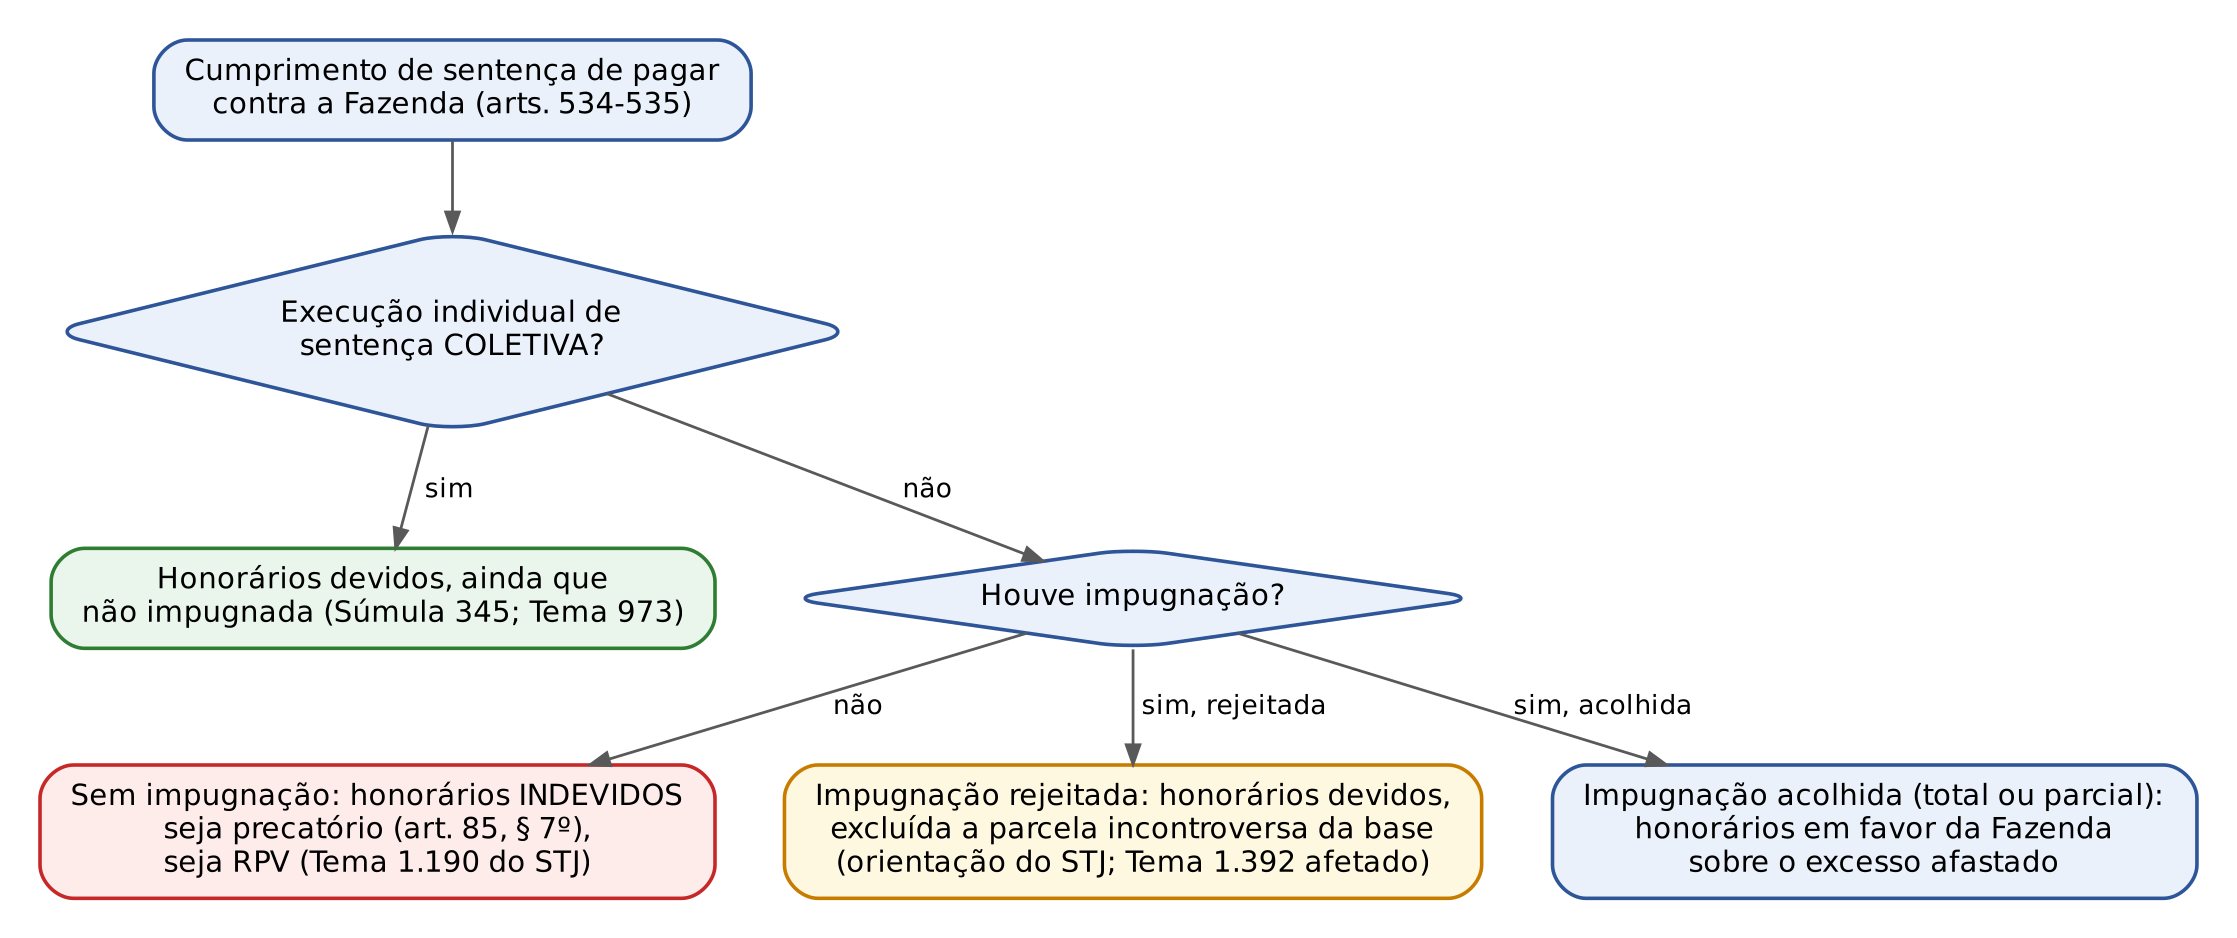 Cumprimento de sentença de pagar
contra a Fazenda (arts. 534-535)
Execução individual de
sentença COLETIVA?
sim
não
Honorários devidos, ainda que
não impugnada (Súmula 345; Tema 973)
Houve impugnação?
não
sim, rejeitada
sim, acolhida
Sem impugnação: honorários INDEVIDOS
seja precatório (art. 85, § 7º),
seja RPV (Tema 1.190 do STJ)
Impugnação rejeitada: honorários devidos,
excluída a parcela incontroversa da base
(orientação do STJ; Tema 1.392 afetado)
Impugnação acolhida (total ou parcial):
honorários em favor da Fazenda
sobre o excesso afastado